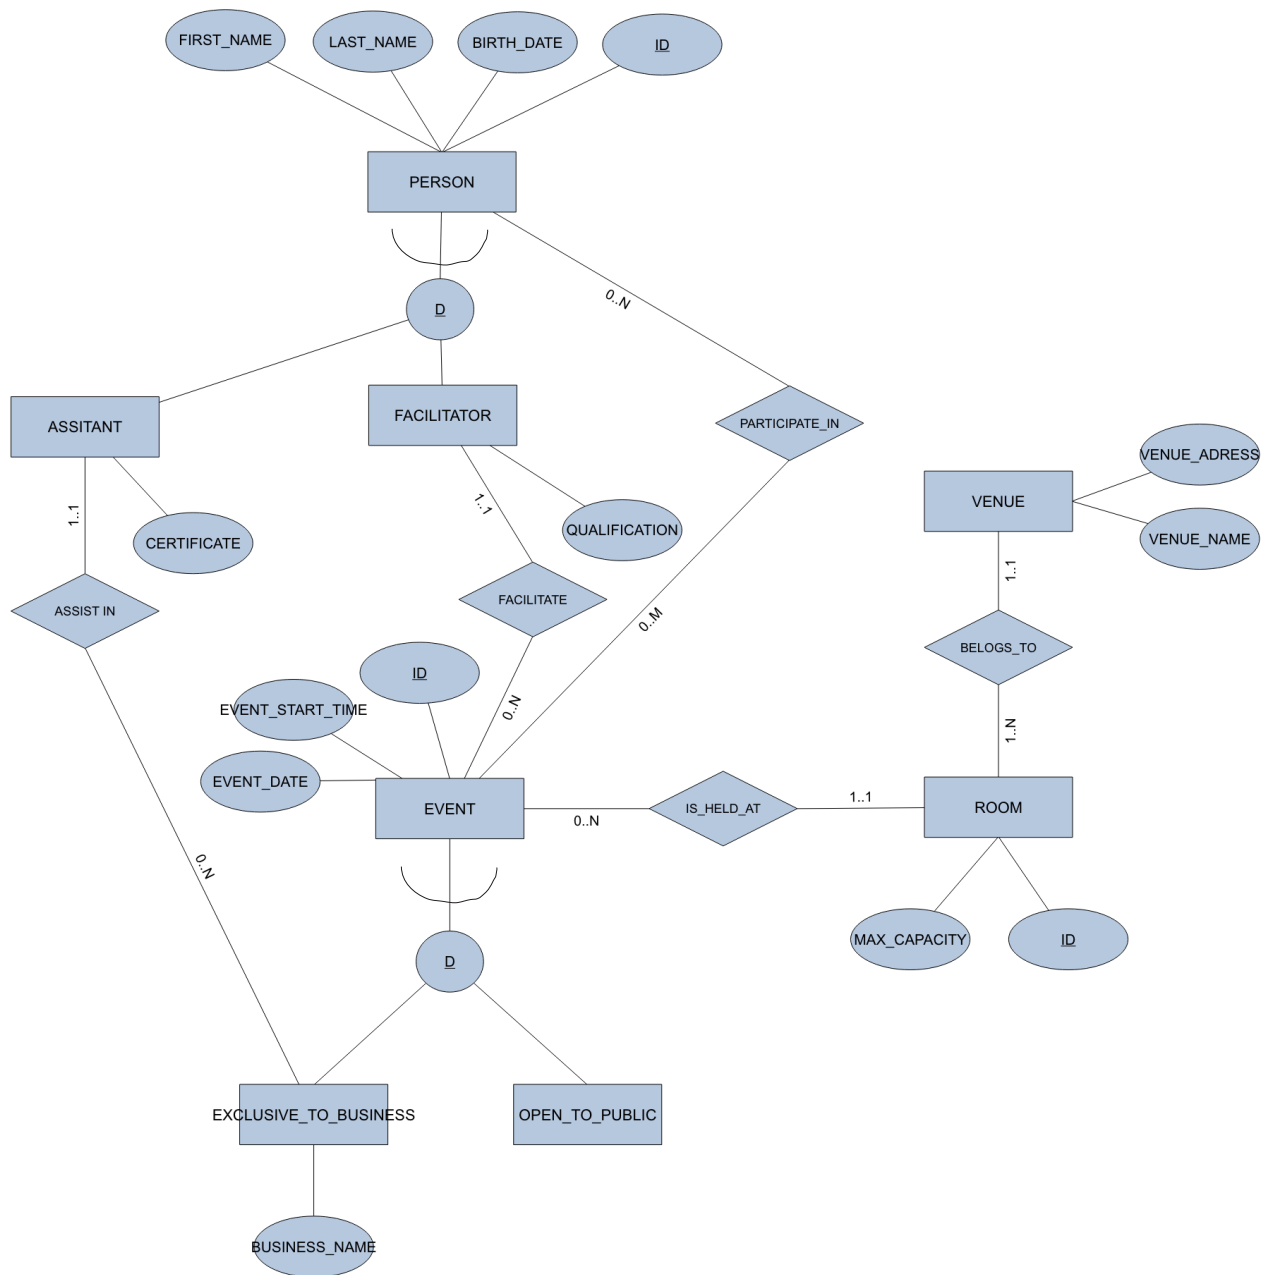 FIRST_NAME
LAST_NAME
BIRTH_DATE
ID
PERSON
0..N
D
ASSITANT
FACILITATOR
PARTICIPATE_IN
1..1
CERTIFICATE
1..1
QUALIFICATION
VENUE
VENUE_ADRESS
VENUE_NAME
1..1
ASSIST IN
FACILITATE
0..M
BELOGS_TO
ID
EVENT_START_TIME
0..N
1..N
EVENT_DATE
EVENT
0..N
IS_HELD_AT
1..1
ROOM
0..N
MAX_CAPACITY
ID
D
EXCLUSIVE_TO_BUSINESS
OPEN_TO_PUBLIC
BUSINESS_NAME